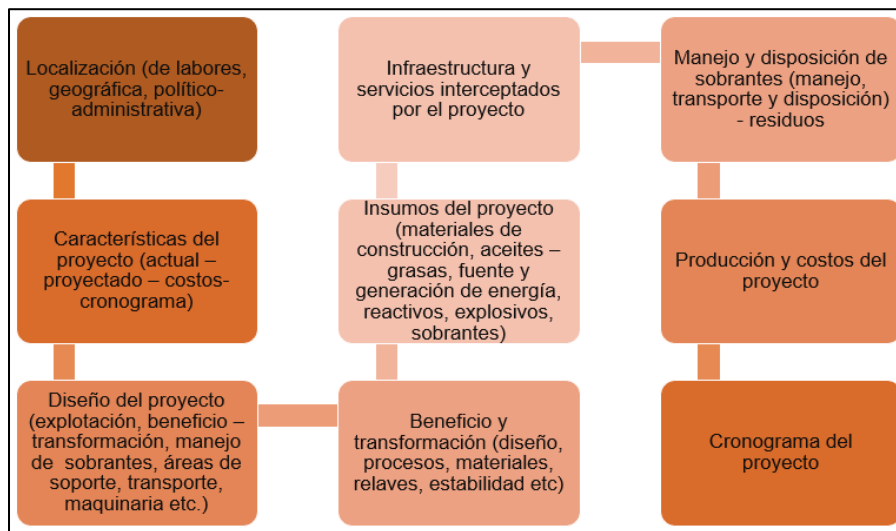 Localización (de labores,
geográfica, político-
administrativa)
Características del
proyecto (actual –
proyectado – costos-
cronograma)
Diseño del proyecto
(explotación, beneficio –
transformación, manejo
de sobrantes, áreas de
soporte, transporte,
maquinaria etc.)
Beneficio y
transformación (diseño,
procesos, materiales,
relaves, estabilidad etc)
Insumos del proyecto
(materiales de
construcción, aceites –
grasas, fuente y
generación de energía,
reactivos, explosivos,
sobrantes)
Infraestructura y
servicios interceptados
por el proyecto
Manejo y disposición de
sobrantes (manejo,
transporte y disposición)
- residuos
Producción y costos del
proyecto
Cronograma del
proyecto